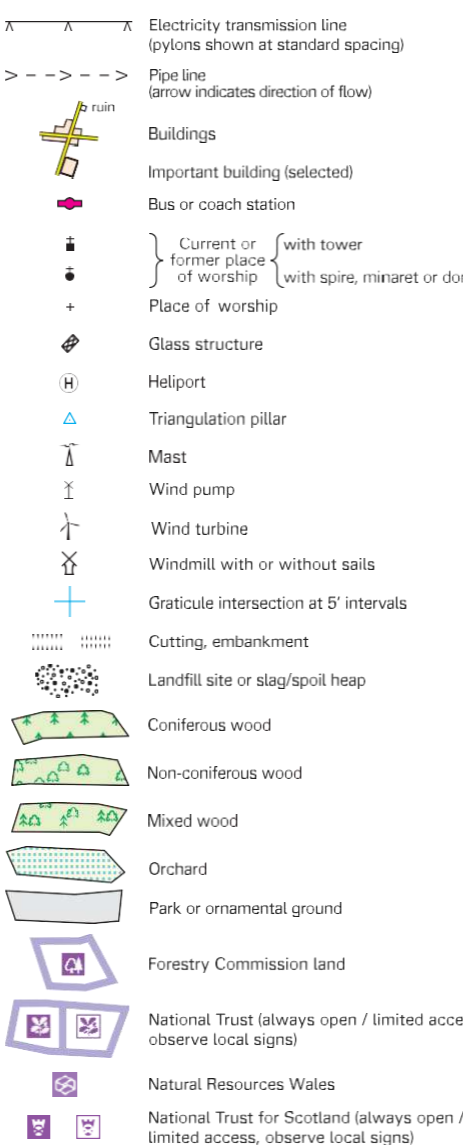 Electricity transmission line
(pylons shown at standard spacing)
Pipe line
(arrow indicates direction of flow)
ruin
Buildings
Important building (selected)
Bus or coach station
Current or
former place
of worship
with tower
with spire, minaret or
Place of worship
Glass structure
H
Heliport
Triangulation pillar
Mast
Wind pump
Wind turbine
Windmill with or without sails
Graticule intersection at 5' intervals
Cutting, embankment
Landfill site or slag/spoil heap
Coniferous wood
Non-coniferous wood
Mixed wood
Orchard
Park or ornamental ground
Forestry Commission land
National Trust (always open / limited
observe local signs)
Natural Resources Wales
National Trust for Scotland (always open /
limited access, observe local signs)